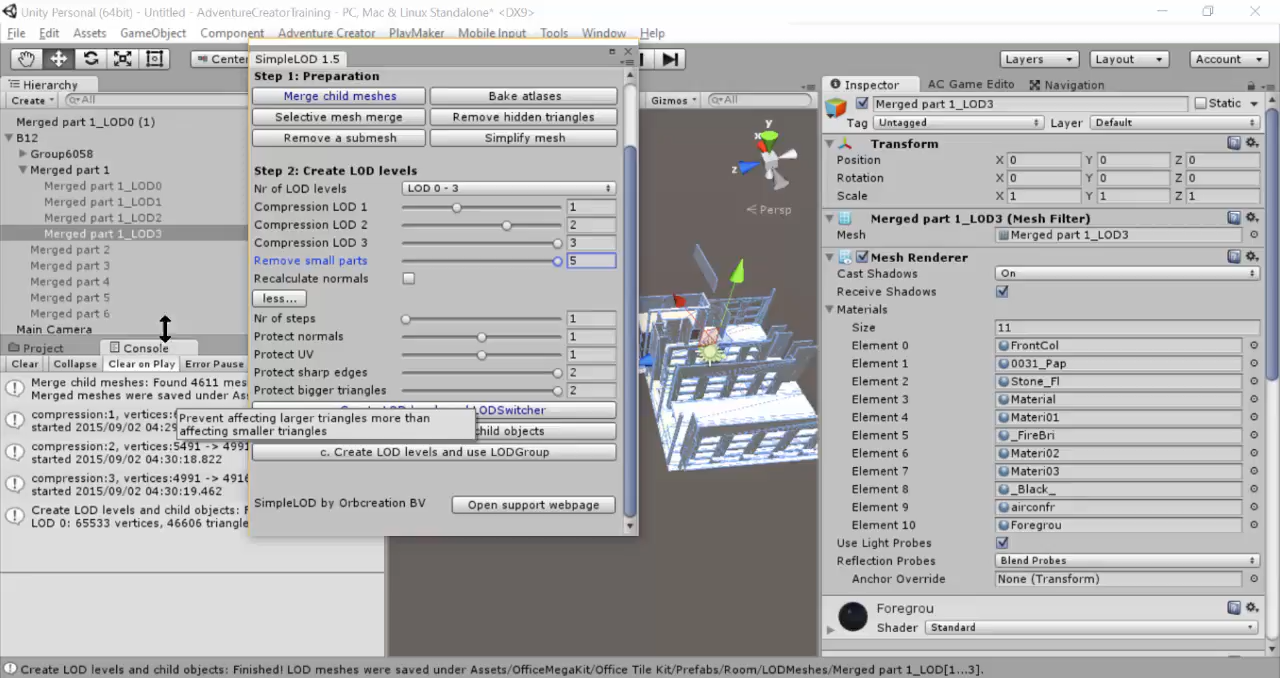 Unity Personal (64bit) - Untitled - AdventureCreatorTraining - PC, Mac & Linux Standalone* <DX9>
File Edit Assets GameObject Component Adventure Creator PlayMaker Mobile Input Tools Window Help
Center
Layers
Layout
Account
Hierarchy
Create
All
Merged part 1_LOD0 (1)
B12
Group6058
Merged part 1
Merged part 1_LOD0
Merged part 1_LOD1
Merged part 1_LOD2
Merged part 1_LOD3
Merged part 2
Merged part 3
Merged part 4
Merged part 5
Merged part 6
Main Camera
Project
Console
Clear Collapse Clear on Play Error Pause
Merge child meshes: Found 4611 mes
Merged meshes were saved under As
compression:1, vertices:
started 2015/09/02 04:29
compression:2, vertices:5491 -> 4991
started 2015/09/02 04:30:18.822
compression:3, vertices:4991 -> 4916
started 2015/09/02 04:30:19.462
Create LOD levels and child objects: F
LOD 0: 65533 vertices, 46606 triangle
SimpleLOD 1.5
Step 1: Preparation
Merge child meshes
Bake atlases
Selective mesh merge
Remove hidden triangles
Remove a submesh
Simplify mesh
Step 2: Create LOD levels
Nr of LOD levels LOD 0 - 3
Compression LOD 1 1
Compression LOD 2 2
Compression LOD 3 3
Remove small parts 5
Recalculate normals
less...
Nr of steps 1
Protect normals 1
Protect UV 1
Protect sharp edges 2
Protect bigger triangles 2
LODSwitcher
Prevent affecting larger triangles more than
affecting smaller triangles
child objects
c. Create LOD levels and use LODGroup
SimpleLOD by Orbcreation BV
Open support webpage
Gizmos
All
y
x
z
Persp
Inspector
AC Game Edito
Navigation
Merged part 1_LOD3
Static
Tag Untagged Layer Default
Transform
Position X 0 Y 0 Z 0
Rotation X 0 Y 0 Z 0
Scale X 1 Y 1 Z 1
Merged part 1_LOD3 (Mesh Filter)
Mesh Merged part 1_LOD3
Mesh Renderer
Cast Shadows On
Receive Shadows
Materials
Size 11
Element 0 FrontCol
Element 1 0031_Pap
Element 2 Stone_Fl
Element 3 Material
Element 4 Materi01
Element 5 _FireBri
Element 6 Materi02
Element 7 Materi03
Element 8 _Black_
Element 9 airconfr
Element 10 Foregrou
Use Light Probes
Reflection Probes Blend Probes
Anchor Override None (Transform)
Foregrou
Shader Standard
Create LOD levels and child objects: Finished! LOD meshes were saved under Assets/OfficeMegaKit/Office Tile Kit/Prefabs/Room/LODMeshes/Merged part 1_LOD[1...3].